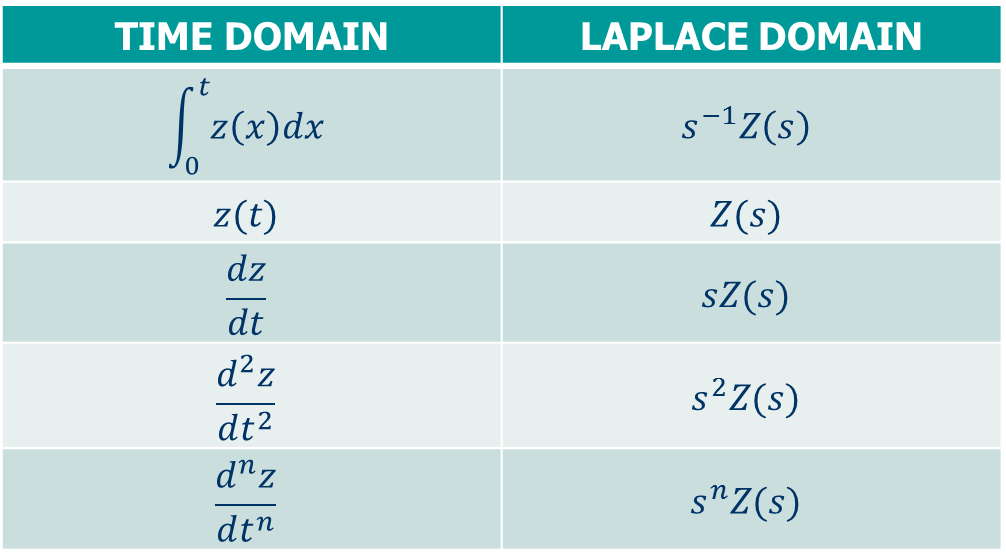 TIME DOMAIN LAPLACE DOMAIN
∫₀ᵗ z(x)dx s⁻¹Z(s)
z(t) Z(s)
dz/dt sZ(s)
d²z/dt² s²Z(s)
dⁿz/dtⁿ sⁿZ(s)